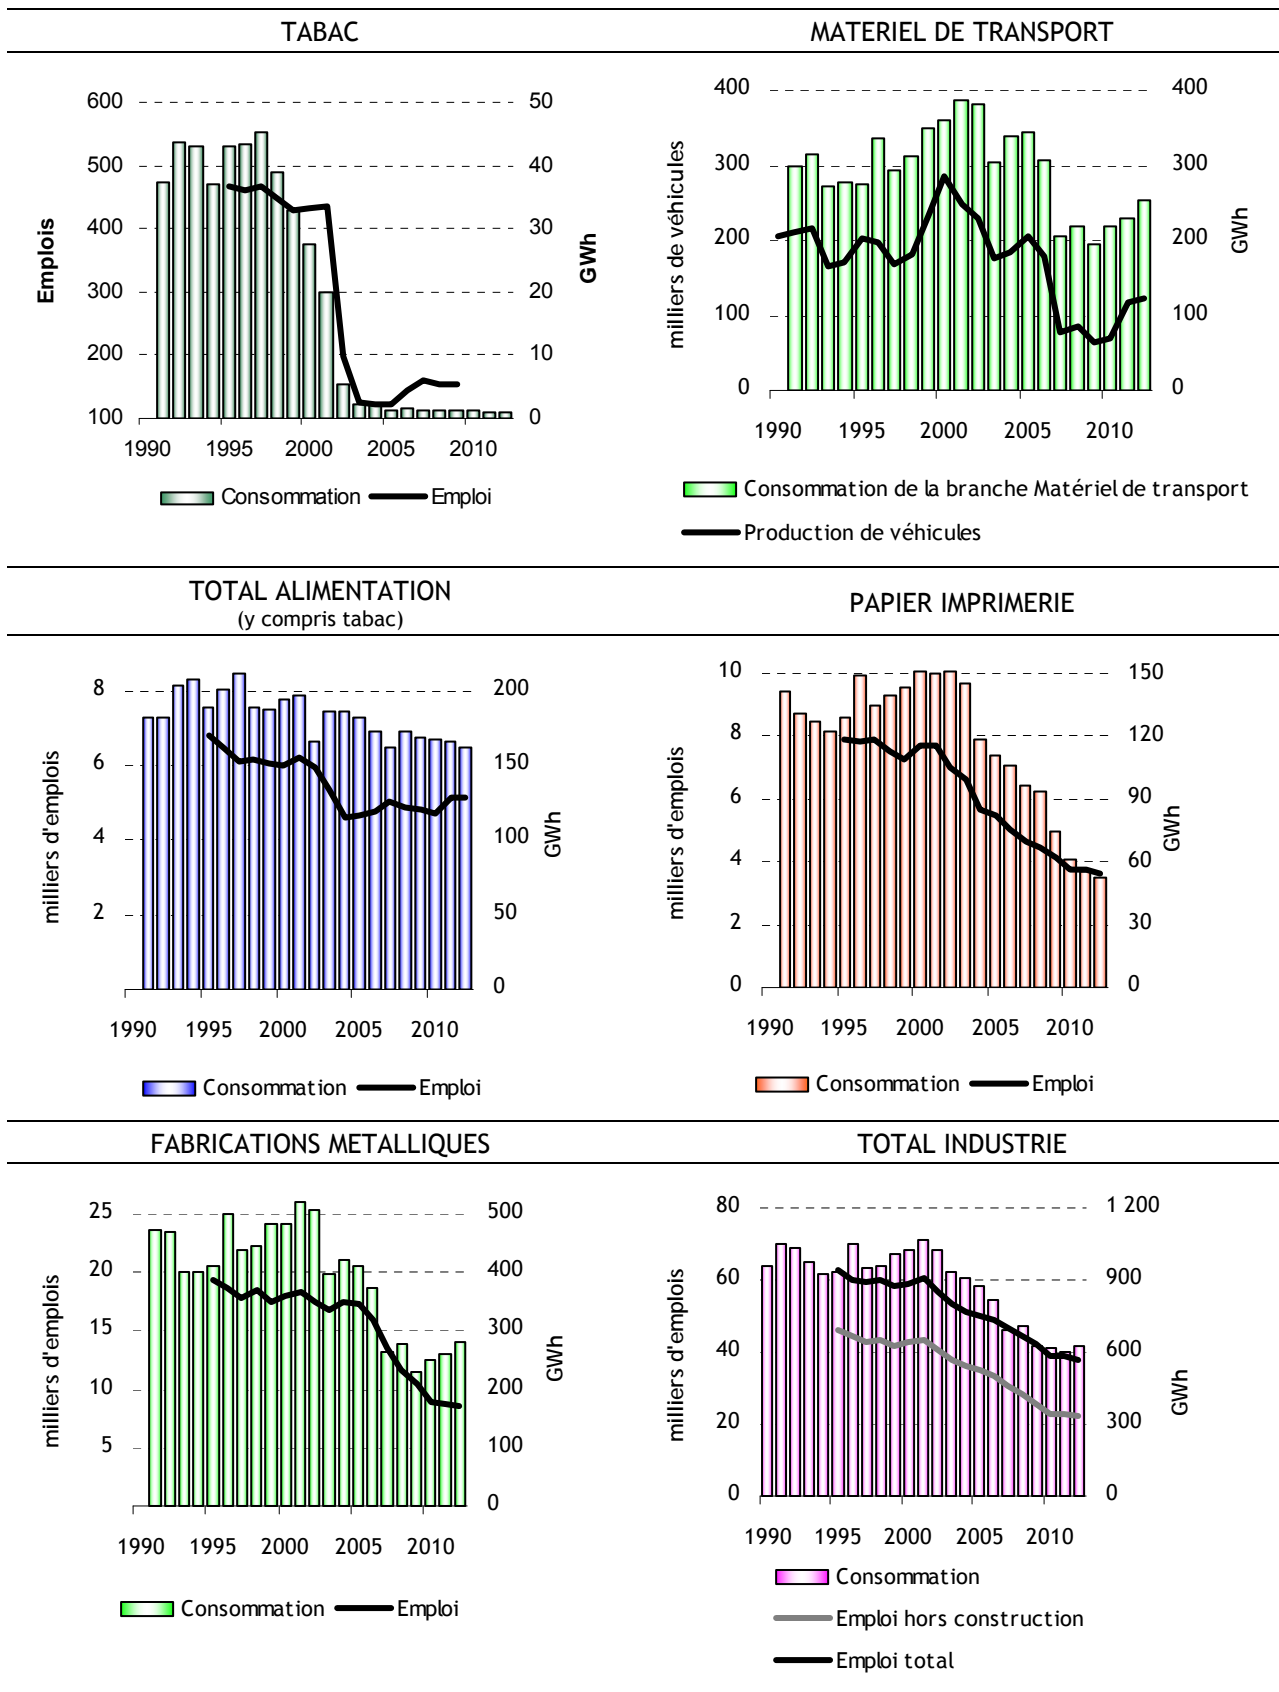 TABAC
MATERIEL DE TRANSPORT
600
500
400
300
200
100
Emplois
50
40
30
20
10
0
GWh
1990 1995 2000 2005 2010
Consommation Emploi
400
300
200
100
0
milliers de véhicules
400
300
200
100
0
GWh
1990 1995 2000 2005 2010
Consommation de la branche Matériel de transport
Production de véhicules
TOTAL ALIMENTATION
(y compris tabac)
PAPIER IMPRIMERIE
8
6
4
2
milliers d'emplois
200
150
100
50
0
GWh
1990 1995 2000 2005 2010
Consommation Emploi
10
8
6
4
2
0
milliers d'emplois
150
120
90
60
30
0
GWh
1990 1995 2000 2005 2010
Consommation Emploi
FABRICATIONS METALLIQUES
TOTAL INDUSTRIE
25
20
15
10
5
milliers d'emplois
500
400
300
200
100
0
GWh
1990 1995 2000 2005 2010
Consommation Emploi
80
60
40
20
0
milliers d'emplois
1 200
900
600
300
0
GWh
1990 1995 2000 2005 2010
Consommation
Emploi hors construction
Emploi total